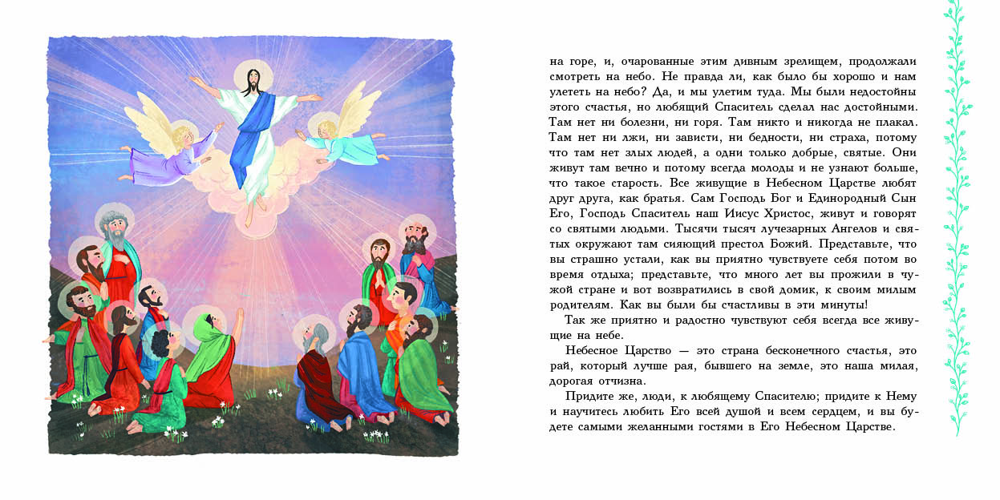 на горе, и, очарованные этим дивным зрелищем, продолжали
смотреть на небо. Не правда ли, как было бы хорошо и нам
улететь на небо? Да, и мы улетим туда. Мы были недостойны
этого счастья, но любящий Спаситель сделал нас достойными.
Там нет ни болезни, ни горя. Там никто и никогда не плакал.
Там нет ни лжи, ни зависти, ни бедности, ни страха, потому
что там нет злых людей, а одни только добрые, святые. Они
живут там вечно и потому всегда молоды и не узнают больше,
что такое старость. Все живущие в Небесном Царстве любят
друг друга, как братья. Сам Господь Бог и Единородный Сын
Его, Господь Спаситель наш Иисус Христос, живут и говорят
со святыми людьми. Тысячи тысяч лучезарных Ангелов и свя-
тых окружают там сияющий престол Божий. Представьте, что
вы страшно устали, как вы приятно чувствуете себя потом во
время отдыха; представьте, что много лет вы прожили в чу-
жой стране и вот возвратились в свой домик, к своим милым
родителям. Как вы были бы счастливы в эти минуты!
Так же приятно и радостно чувствуют себя всегда все живу-
щие на небе.
Небесное Царство — это страна бесконечного счастья, это
рай, который лучше рая, бывшего на земле, это наша милая,
дорогая отчизна.
Придите же, люди, к любящему Спасителю; придите к Нему
и научитесь любить Его всей душой и всем сердцем, и вы бу-
дете самыми желанными гостями в Его Небесном Царстве.